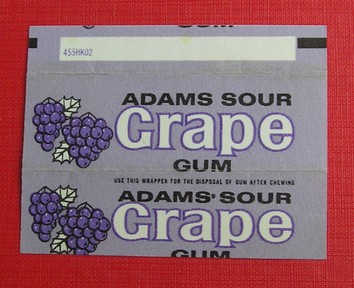 GUM
455HK02
ADAMS SOUR
Grape
GUM
USE THIS WRAPPER FOR THE DISPOSAL OF GUM AFTER CHEWING
ADAMS® SOUR
Grape
GUM